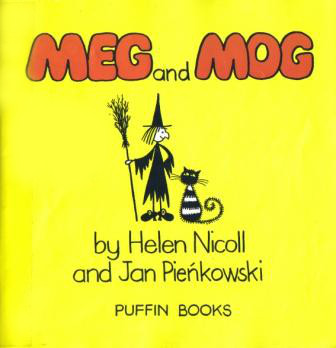 MEG and MOG
by Helen Nicoll
and Jan Pieńkowski
PUFFIN BOOKS